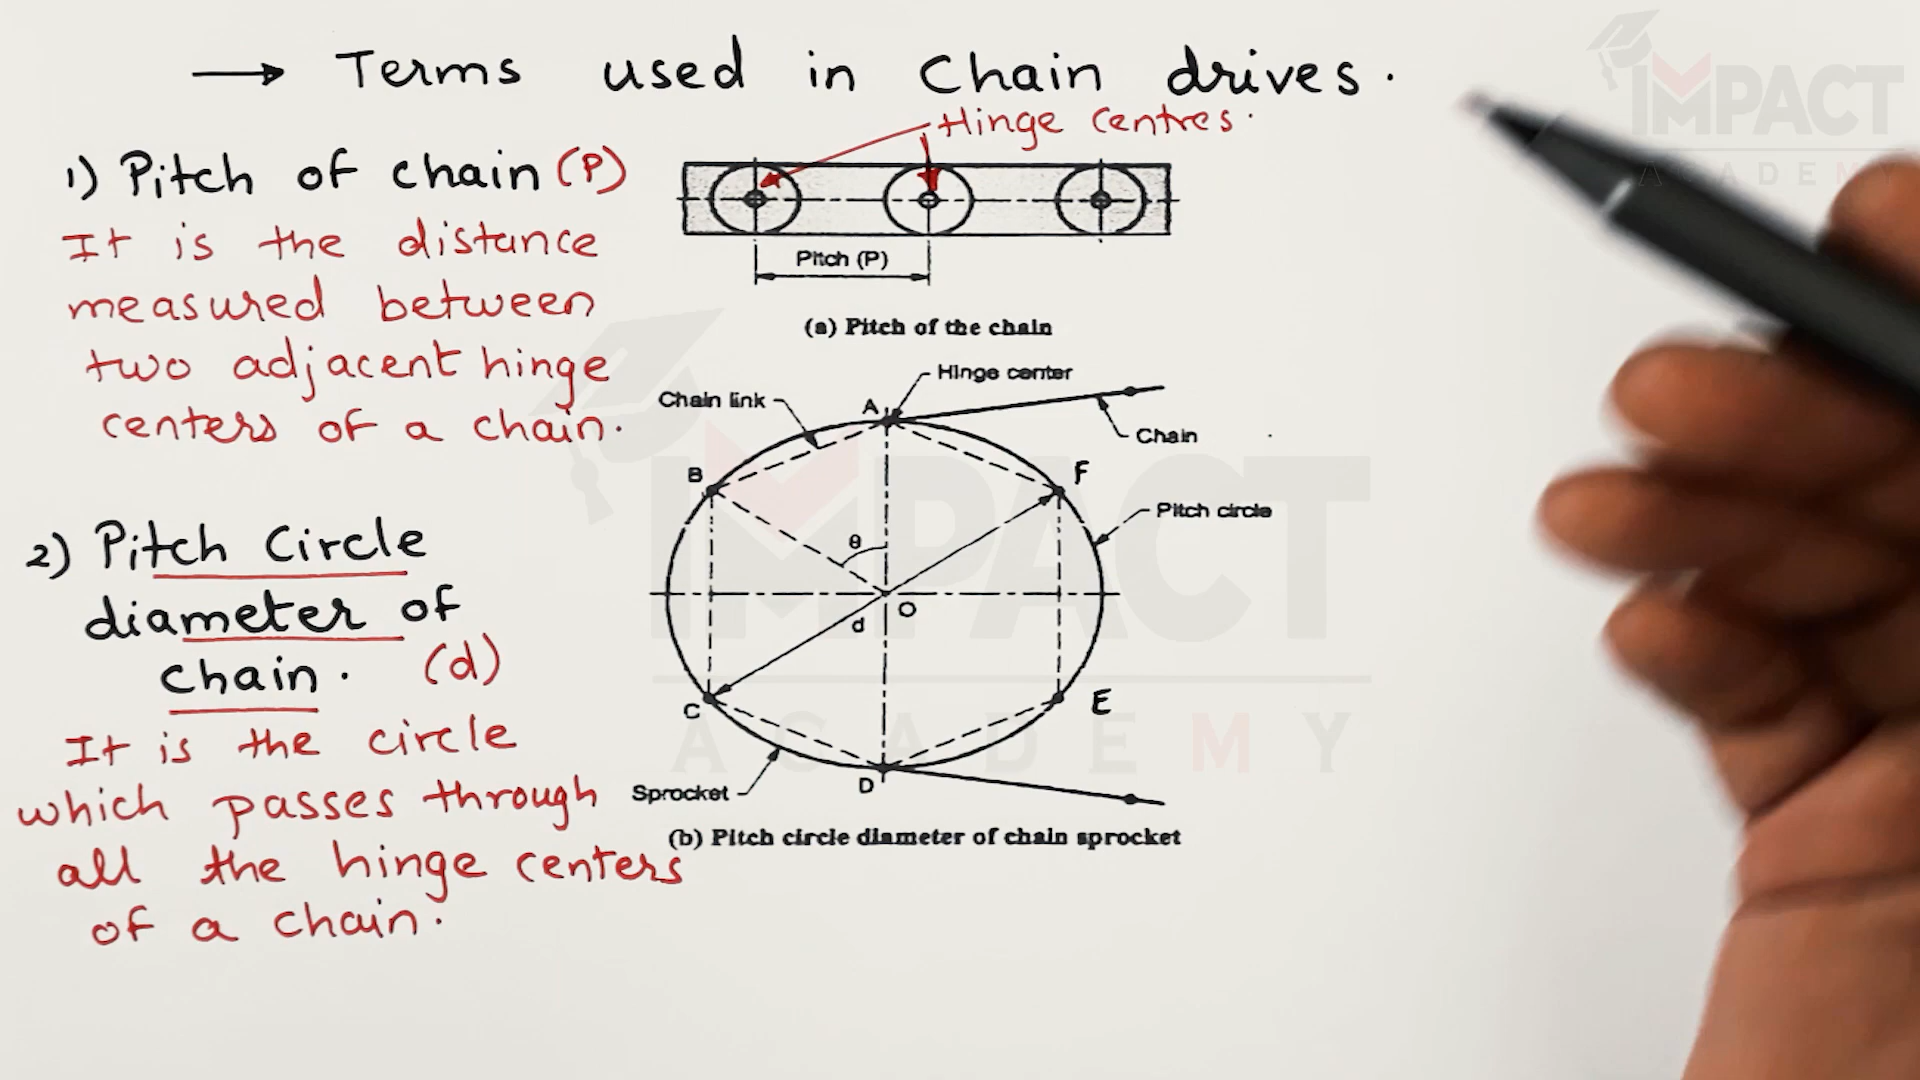 → Terms used in Chain drives.
Hinge Centres.
1) Pitch of chain (P)
It is the distance
measured between
two adjacent hinge
centers of a chain.
Pitch (P)
(a) Pitch of the chain
Hinge center
Chain link
A
Chain
B
F
Pitch circle
θ
O
d
C
E
Sprocket
D
(b) Pitch circle diameter of chain sprocket
2) Pitch Circle
diameter of
chain. (d)
It is the circle
which passes through
all the hinge centers
of a chain.
IMPACT
ACADEMY
IMPACT
ACADEMY